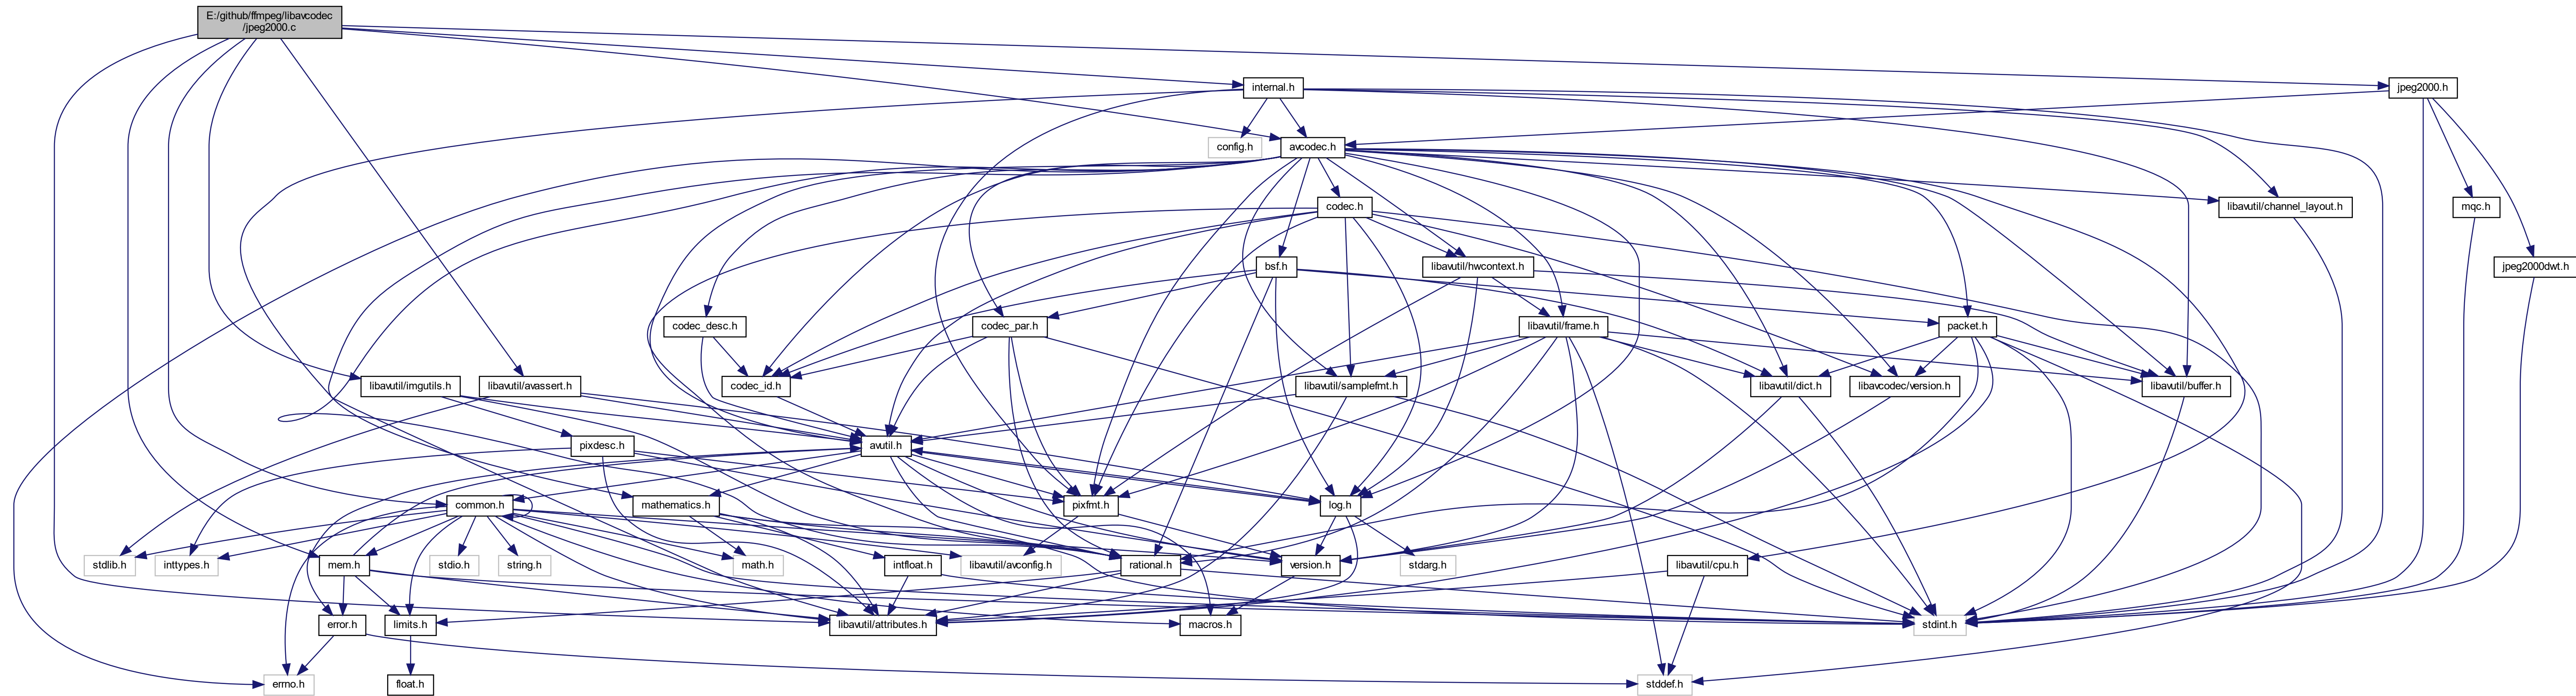 E:/github/ffmpeg/libavcodec
/jpeg2000.c
internal.h
jpeg2000.h
config.h
avcodec.h
codec.h
libavutil/channel_layout.h
mqc.h
bsf.h
libavutil/hwcontext.h
jpeg2000dwt.h
codec_desc.h
codec_par.h
libavutil/frame.h
packet.h
libavutil/imgutils.h
libavutil/avassert.h
codec_id.h
libavutil/samplefmt.h
libavutil/dict.h
libavcodec/version.h
libavutil/buffer.h
pixdesc.h
avutil.h
common.h
mathematics.h
pixfmt.h
log.h
stdlib.h
inttypes.h
mem.h
stdio.h
string.h
math.h
intfloat.h
libavutil/avconfig.h
rational.h
version.h
stdarg.h
libavutil/cpu.h
error.h
limits.h
libavutil/attributes.h
macros.h
stdint.h
errno.h
float.h
stddef.h